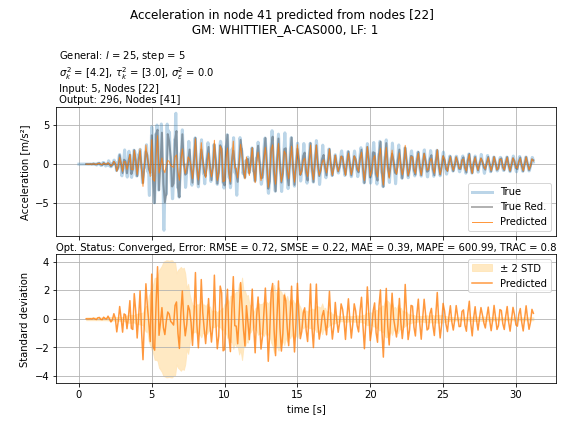 Acceleration in node 41 predicted from nodes [22]
GM: WHITTIER_A-CAS000, LF: 1
General: l = 25, step = 5
σ²ₖ = [4.2], τ²ₖ = [3.0], σ²ε = 0.0
Input: 5, Nodes [22]
Output: 296, Nodes [41]
5
0
−5
Acceleration [m/s²]
True
True Red.
Predicted
Opt. Status: Converged, Error: RMSE = 0.72, SMSE = 0.22, MAE = 0.39, MAPE = 600.99, TRAC = 0.8
4
2
0
−2
−4
Standard deviation
± 2 STD
Predicted
0 5 10 15 20 25 30
time [s]